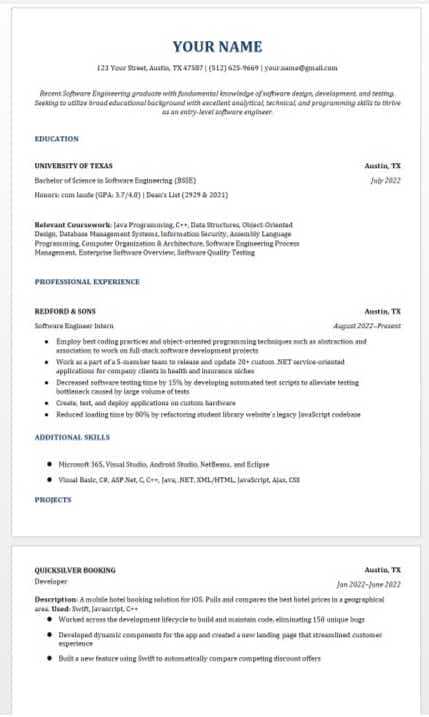 YOUR NAME
123 Your Street, Austin, TX 47587 | (512) 625-9669 | your.name@gmail.com
Recent Software Engineering graduate with fundamental knowledge of software design, development, and testing.
Seeking to utilize broad educational background with excellent analytical, technical, and programming skills to thrive
as an entry-level software engineer.
EDUCATION
UNIVERSITY OF TEXAS Austin, TX
Bachelor of Science in Software Engineering (BSSE) July 2022
Honors: cum laude (GPA: 3.7/4.0) | Dean's List (2929 & 2021)
Relevant Coursework: Java Programming, C++, Data Structures, Object-Oriented
Design, Database Management Systems, Information Security, Assembly Language
Programming, Computer Organization & Architecture, Software Engineering Process
Management, Enterprise Software Overview, Software Quality Testing
PROFESSIONAL EXPERIENCE
REDFORD & SONS Austin, TX
Software Engineer Intern August 2022–Present
● Employ best coding practices and object-oriented programming techniques such as abstraction and
association to work on full-stack software development projects
● Work as a part of a 5-member team to release and update 20+ custom .NET service-oriented
applications for company clients in health and insurance niches
● Decreased software testing time by 15% by developing automated test scripts to alleviate testing
bottleneck caused by large volume of tests
● Create, test, and deploy applications on custom hardware
● Reduced loading time by 80% by refactoring student library website's legacy JavaScript codebase
ADDITIONAL SKILLS
● Microsoft 365, Visual Studio, Android Studio, NetBeans, and Eclipse
● Visual Basic, C#, ASP.Net, C, C++, Java, .NET, XML/HTML, JavaScript, Ajax, CSS
PROJECTS
QUICKSILVER BOOKING Austin, TX
Developer Jan 2022–June 2022
Description: A mobile hotel booking solution for iOS. Pulls and compares the best hotel prices in a geographical
area. Used: Swift, Javascript, C++
● Worked across the development lifecycle to build and maintain code, eliminating 150 unique bugs
● Developed dynamic components for the app and created a new landing page that streamlined customer
experience
● Built a new feature using Swift to automatically compare competing discount offers